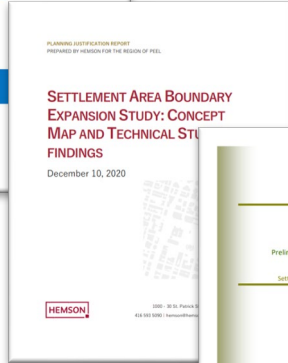 PLANNING JUSTIFICATION REPORT
PREPARED BY HEMSON FOR THE REGION OF PEEL
SETTLEMENT AREA BOUNDARY
EXPANSION STUDY: CONCEPT
MAP AND TECHNICAL STU
FINDINGS
December 10, 2020
HEMSON
1000 – 30 St. Patrick S
416 593 5090 | hemson@hems
Prelim
Settl